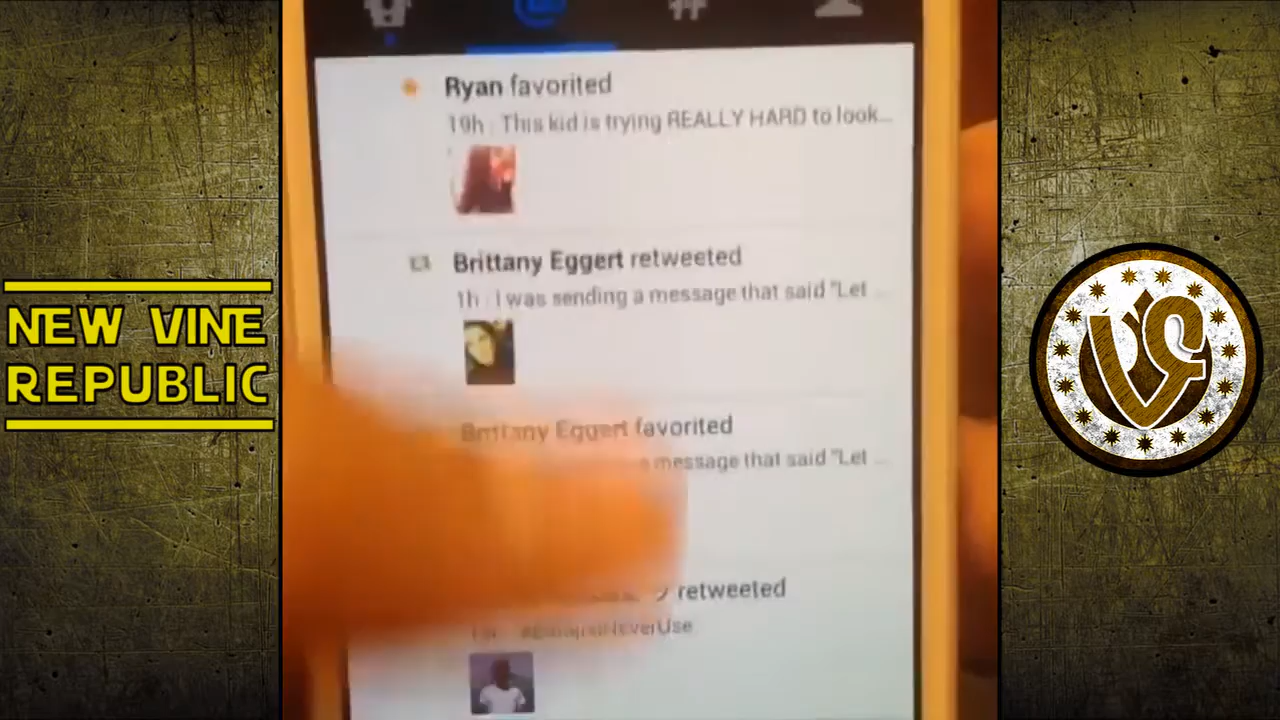 Ryan favorited
19h : This kid is trying REALLY HARD to look...
Brittany Eggert retweeted
1h : I was sending a message that said "Let ...
Brittany Eggert favorited
a message that said "Let ...
retweeted
NEW VINE
REPUBLIC